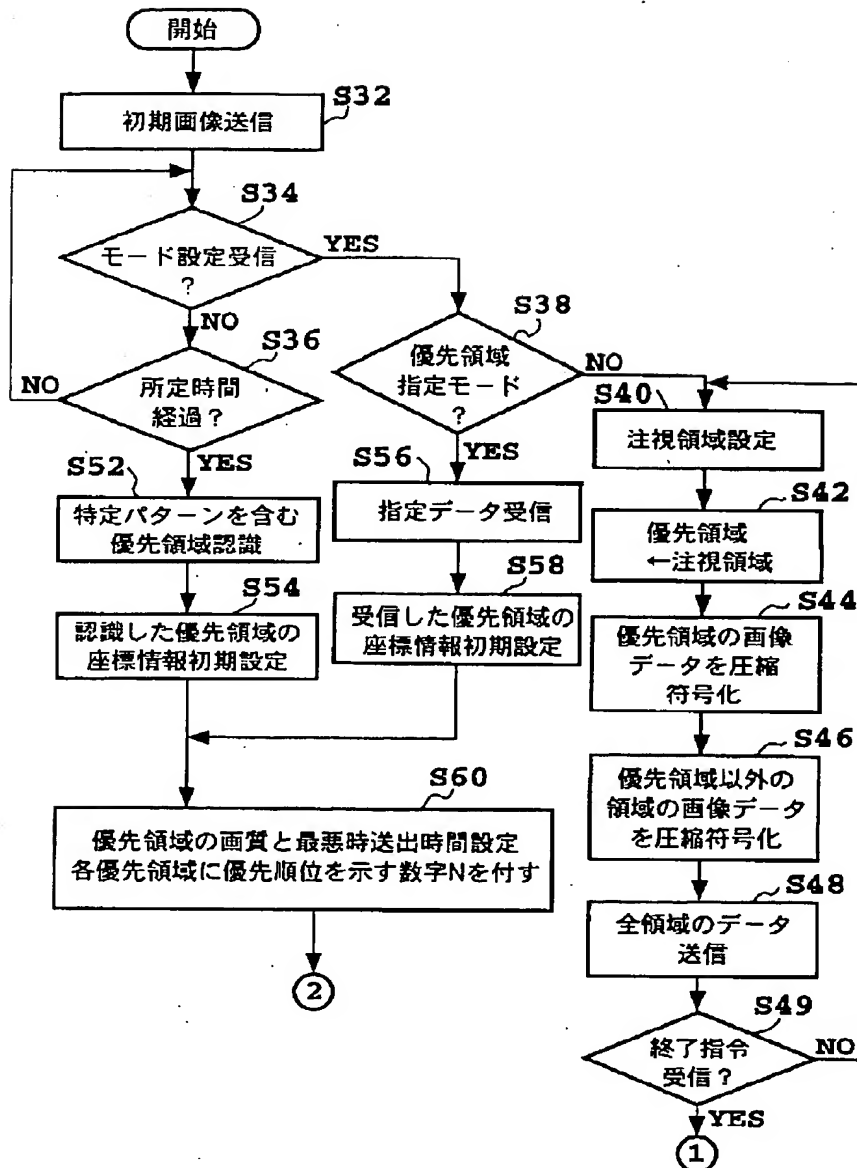 開始
S32
初期画像送信
S34
モード設定受信
?
YES
NO
S36
所定時間
経過?
NO
YES
S38
優先領域
指定モード
?
NO
YES
S40
注視領域設定
S42
優先領域
←注視領域
S44
優先領域の画像
データを圧縮
符号化
S46
優先領域以外の
領域の画像データ
を圧縮符号化
S48
全領域のデータ
送信
S49
終了指令
受信?
NO
YES
1
S52
特定パターンを含む
優先領域認識
S54
認識した優先領域の
座標情報初期設定
S56
指定データ受信
S58
受信した優先領域の
座標情報初期設定
S60
優先領域の画質と最悪時送出時間設定
各優先領域に優先順位を示す数字Nを付す
2